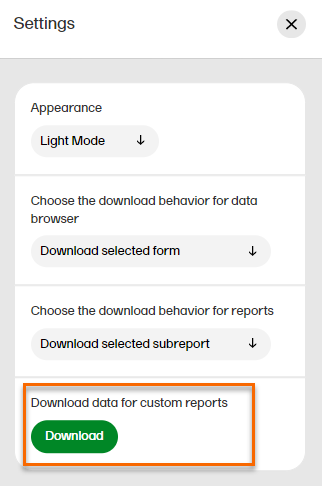 Settings
Appearance
Light Mode
Choose the download behavior for data
browser
Download selected form
Choose the download behavior for reports
Download selected subreport
Download data for custom reports
Download